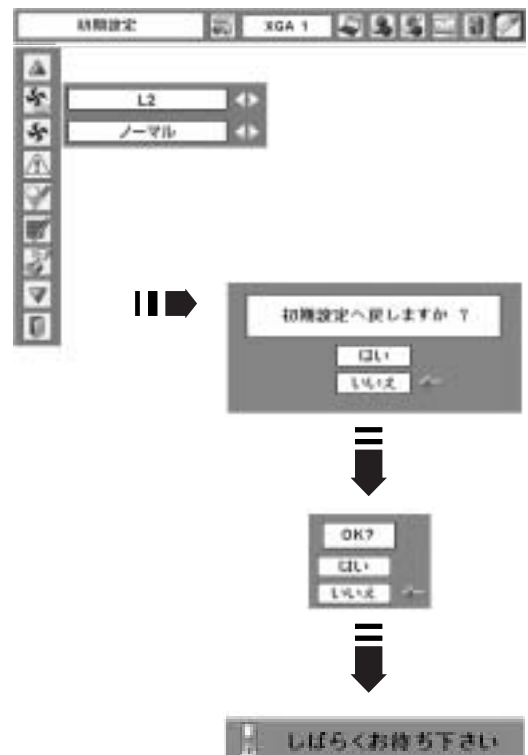 初期設定
XGA 1
L2
ノーマル
初期設定へ戻しますか ?
はい
いいえ
OK?
はい
いいえ
しばらくお待ち下さい